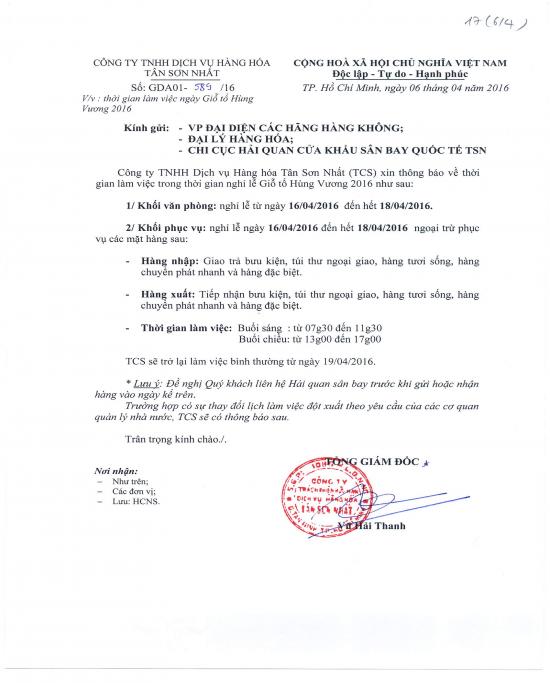 17 (6/4)
CÔNG TY TNHH DỊCH VỤ HÀNG HÓA
TÂN SƠN NHẤT
Số: GDA01- 589 /16
V/v : thời gian làm việc ngày Giỗ tổ Hùng
Vương 2016
CỘNG HOÀ XÃ HỘI CHỦ NGHĨA VIỆT NAM
Độc lập - Tự do - Hạnh phúc
TP. Hồ Chí Minh, ngày 06 tháng 04 năm 2016
Kính gửi: - VP ĐẠI DIỆN CÁC HÃNG HÀNG KHÔNG;
- ĐẠI LÝ HÀNG HÓA;
- CHI CỤC HẢI QUAN CỬA KHẨU SÂN BAY QUỐC TẾ TSN
Công ty TNHH Dịch vụ Hàng hóa Tân Sơn Nhất (TCS) xin thông báo về thời
gian làm việc trong thời gian nghỉ lễ Giỗ tổ Hùng Vương 2016 như sau:
1/ Khối văn phòng: nghỉ lễ từ ngày 16/04/2016 đến hết 18/04/2016.
2/ Khối phục vụ: nghỉ lễ ngày 16/04/2016 đến hết 18/04/2016 ngoại trừ phục
vụ các mặt hàng sau:
- Hàng nhập: Giao trả bưu kiện, túi thư ngoại giao, hàng tươi sống, hàng
chuyển phát nhanh và hàng đặc biệt.
- Hàng xuất: Tiếp nhận bưu kiện, túi thư ngoại giao, hàng tươi sống, hàng
chuyển phát nhanh và hàng đặc biệt.
- Thời gian làm việc: Buổi sáng : từ 07g30 đến 11g30
Buổi chiều: từ 13g00 đến 17g00
TCS sẽ trở lại làm việc bình thường từ ngày 19/04/2016.
* Lưu ý: Đề nghị Quý khách liên hệ Hải quan sân bay trước khi gửi hoặc nhận
hàng vào ngày kể trên.
Trường hợp có sự thay đổi lịch làm việc đột xuất theo yêu cầu của các cơ quan
quản lý nhà nước, TCS sẽ có thông báo sau.
Trân trọng kính chào./.
Nơi nhận:
– Như trên;
– Các đơn vị;
– Lưu: HCNS.
TỔNG GIÁM ĐỐC
CÔNG TY
TRÁCH NHIỆM HỮU HẠN
DỊCH VỤ HÀNG HÓA
TÂN SƠN NHẤT
Vũ Hải Thanh